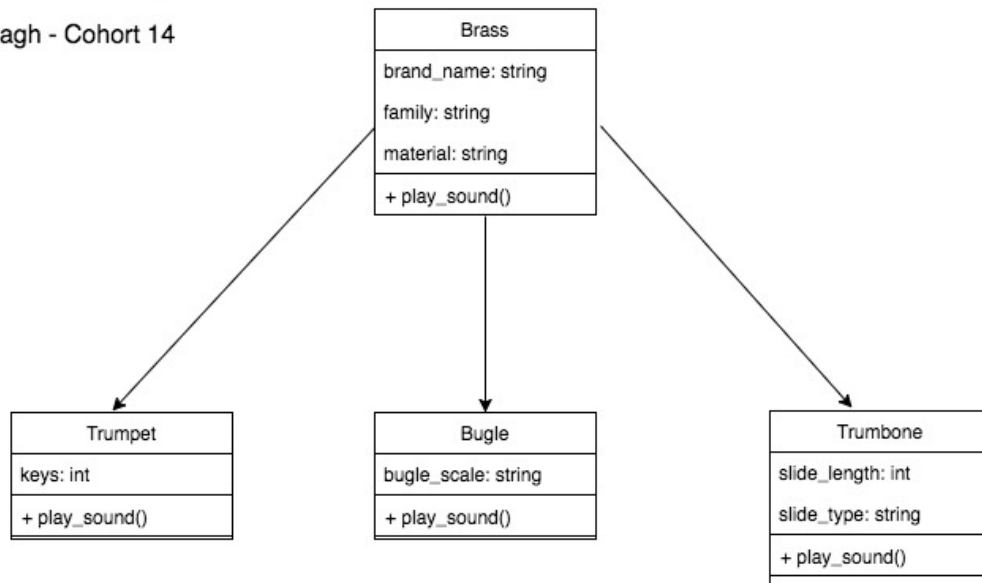 agh - Cohort 14
Brass
brand_name: string
family: string
material: string
+ play_sound()
Trumpet
keys: int
+ play_sound()
Bugle
bugle_scale: string
+ play_sound()
Trumbone
slide_length: int
slide_type: string
+ play_sound()